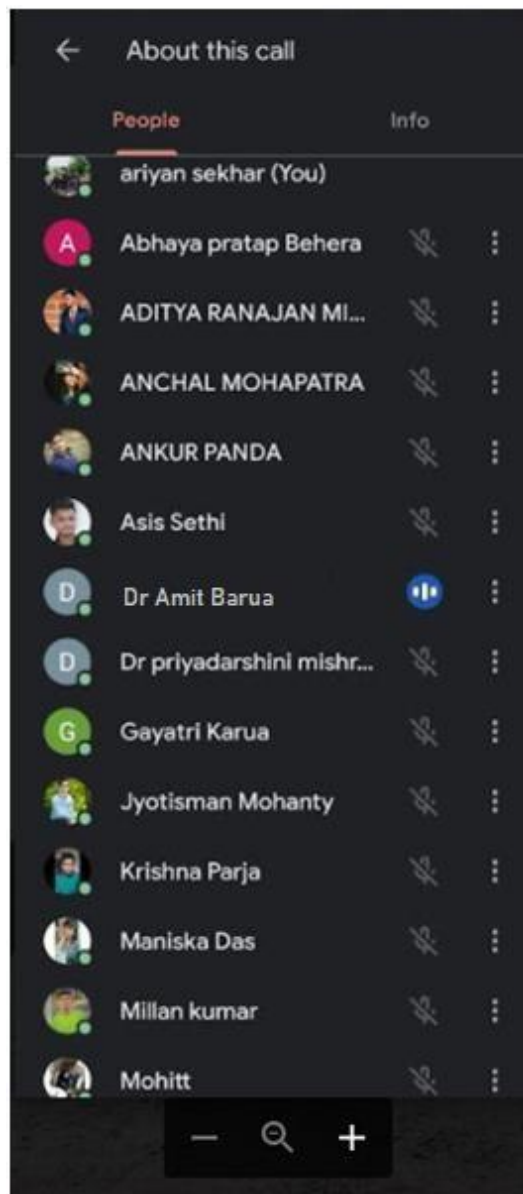 About this call
People Info
ariyan sekhar (You)
A Abhaya pratap Behera
ADITYA RANAJAN MI...
ANCHAL MOHAPATRA
ANKUR PANDA
Asis Sethi
D Dr Amit Barua
D Dr priyadarshini mishr...
G Gayatri Karua
Jyotisman Mohanty
Krishna Parja
Maniska Das
Millan kumar
Mohitt